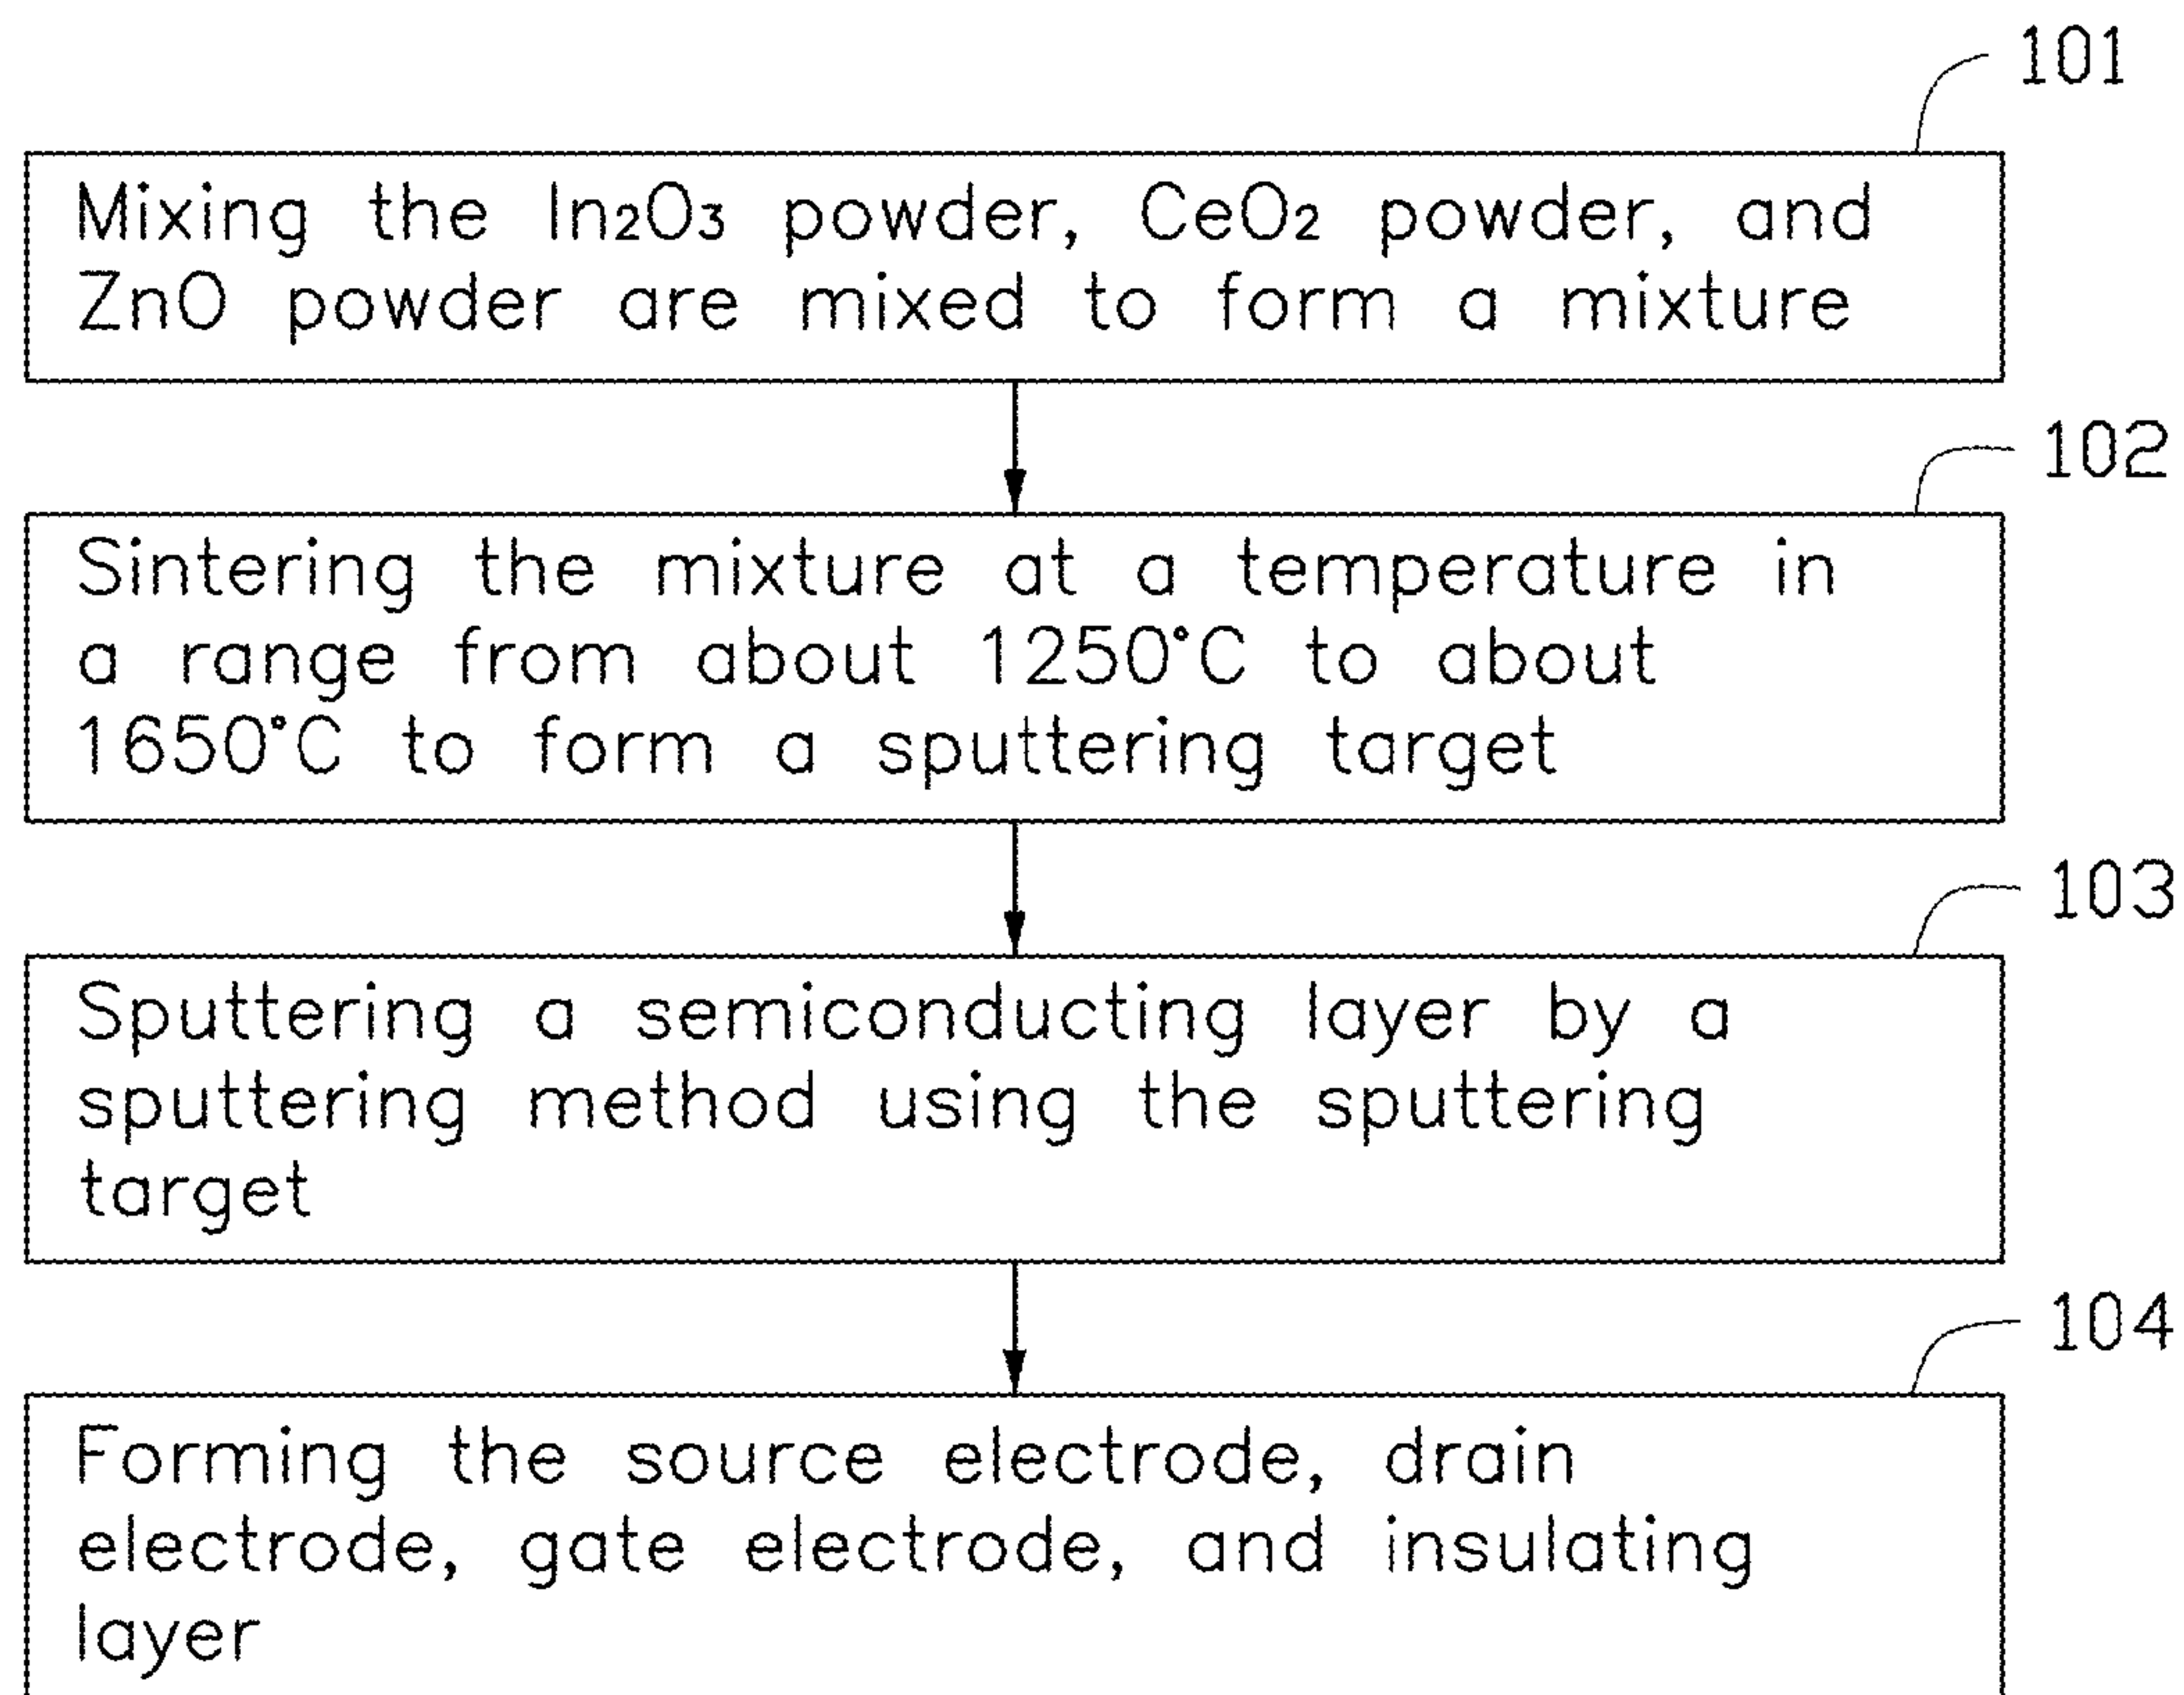 101
Mixing the In₂O₃ powder, CeO₂ powder, and
ZnO powder are mixed to form a mixture
102
Sintering the mixture at a temperature in
a range from about 1250°C to about
1650°C to form a sputtering target
103
Sputtering a semiconducting layer by a
sputtering method using the sputtering
target
104
Forming the source electrode, drain
electrode, gate electrode, and insulating
layer